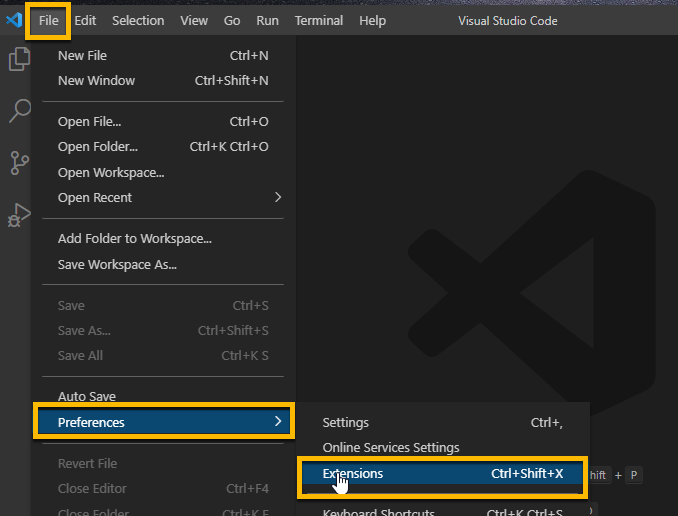 File Edit Selection View Go Run Terminal Help Visual Studio Code
New File Ctrl+N
New Window Ctrl+Shift+N
Open File... Ctrl+O
Open Folder... Ctrl+K Ctrl+O
Open Workspace...
Open Recent
Add Folder to Workspace...
Save Workspace As...
Save Ctrl+S
Save As... Ctrl+Shift+S
Save All Ctrl+K S
Auto Save
Preferences
Settings Ctrl+,
Online Services Settings
Extensions Ctrl+Shift+X
hift + P
Revert File
Close Editor Ctrl+F4
Close Folder Ctrl+K F
Keyboard Shortcuts Ctrl+K Ctrl+S